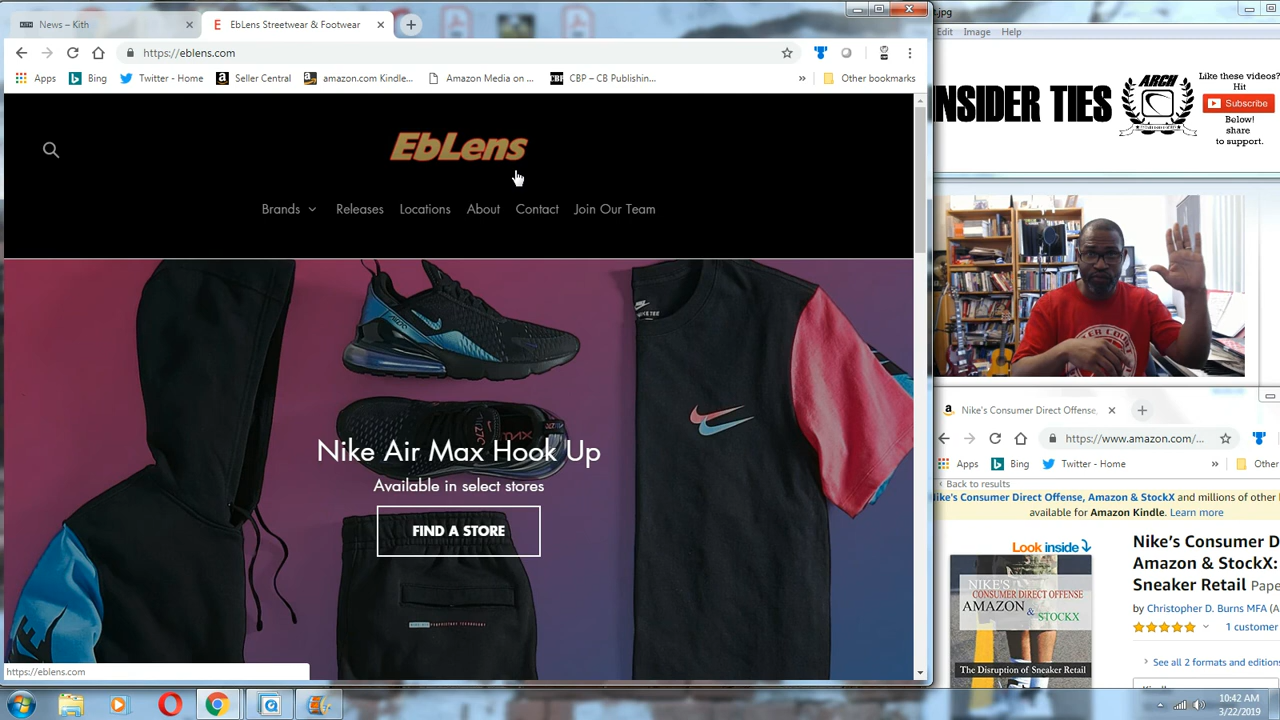 News – Kith
EbLens Streetwear & Footwear
https://eblens.com
Apps
Bing
Twitter - Home
Seller Central
amazon.com Kindle...
Amazon Media on ...
CBP – CB Publishin...
»
Other bookmarks
EbLens
Brands
Releases
Locations
About
Contact
Join Our Team
Nike Air Max Hook Up
Available in select stores
FIND A STORE
https://eblens.com
t.jpg
Edit
Image
Help
NSIDER TIES
ARCH
Like these videos?
Hit
Subscribe
Below!
share
to support.
Nike's Consumer Direct Offense,
https://www.amazon.com/...
Apps
Bing
Twitter - Home
»
Other
‹ Back to results
ike's Consumer Direct Offense, Amazon & StockX and millions of other
available for Amazon Kindle. Learn more
Look inside
NIKE'S
CONSUMER DIRECT OFFENSE
AMAZON
&
STOCKX
The Disruption of Sneaker Retail
Nike's Consumer D
Amazon & StockX:
Sneaker Retail Pape
by Christopher D. Burns MFA (A
1 customer
› See all 2 formats and editions
10:42 AM
3/22/2019